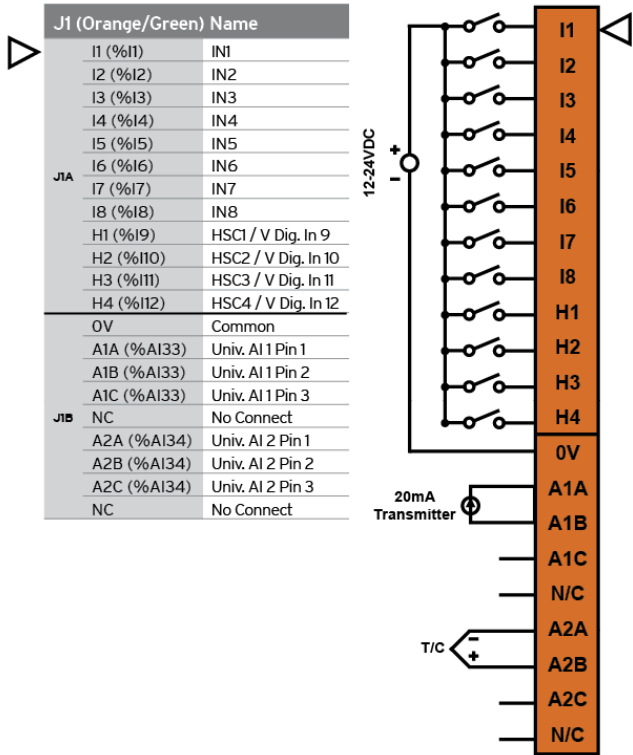 J1 (Orange/Green) Name
I1 (%I1) IN1
I2 (%I2) IN2
I3 (%I3) IN3
I4 (%I4) IN4
I5 (%I5) IN5
I6 (%I6) IN6
J1A
I7 (%I7) IN7
I8 (%I8) IN8
H1 (%I9) HSC1 / V Dig. In 9
H2 (%I10) HSC2 / V Dig. In 10
H3 (%I11) HSC3 / V Dig. In 11
H4 (%I12) HSC4 / V Dig. In 12
0V Common
A1A (%AI33) Univ. AI 1 Pin 1
A1B (%AI33) Univ. AI 1 Pin 2
A1C (%AI33) Univ. AI 1 Pin 3
J1B NC No Connect
A2A (%AI34) Univ. AI 2 Pin 1
A2B (%AI34) Univ. AI 2 Pin 2
A2C (%AI34) Univ. AI 2 Pin 3
NC No Connect
12-24VDC
+
-
I1
I2
I3
I4
I5
I6
I7
I8
H1
H2
H3
H4
0V
20mA
Transmitter
A1A
A1B
A1C
N/C
T/C
-
+
A2A
A2B
A2C
N/C